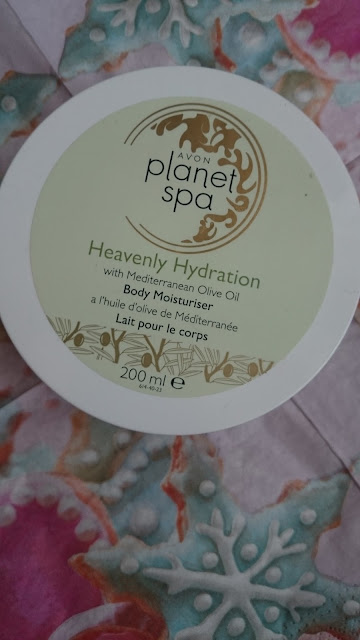 AVON
planet
spa
Heavenly Hydration
with Mediterranean Olive Oil
Body Moisturiser
a l'huile d'olive de Méditerranée
Lait pour le corps
200 ml e